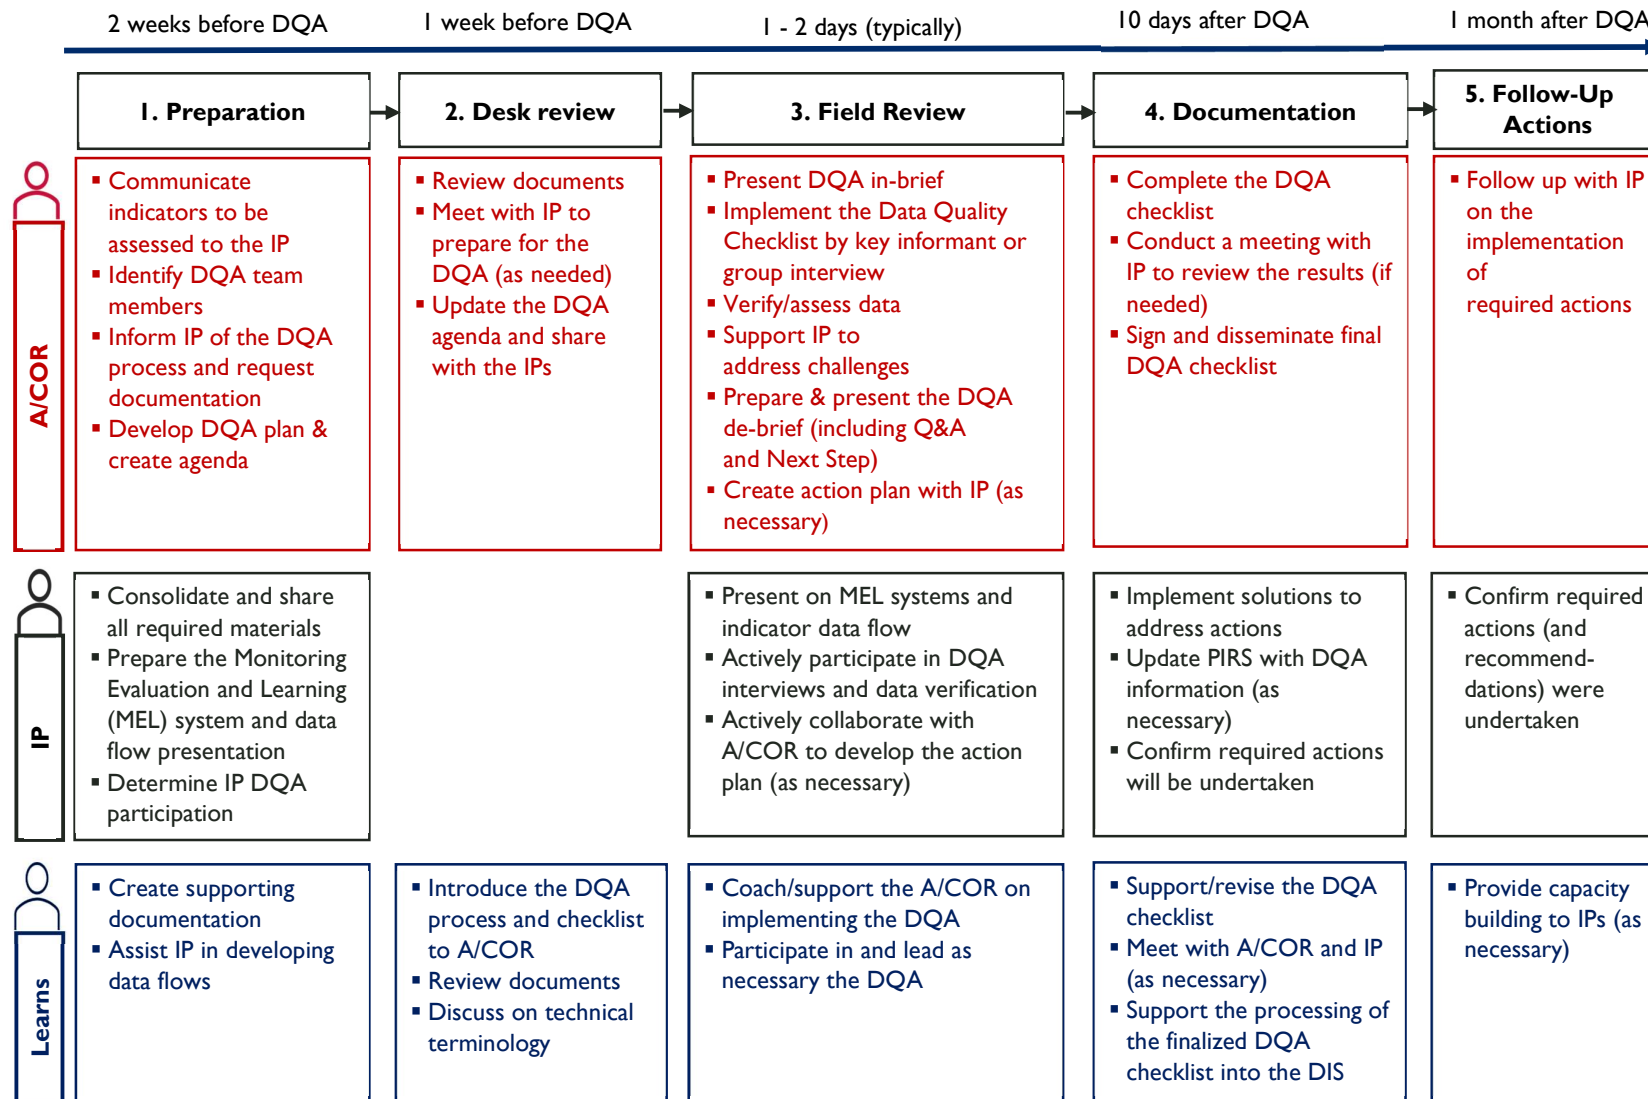 2 weeks before DQA
1 week before DQA
1 - 2 days (typically)
10 days after DQA
1 month after DQA
1. Preparation
2. Desk review
3. Field Review
4. Documentation
5. Follow-Up
Actions
A/COR
▪ Communicate
indicators to be
assessed to the IP
▪ Identify DQA team
members
▪ Inform IP of the DQA
process and request
documentation
▪ Develop DQA plan &
create agenda
▪ Review documents
▪ Meet with IP to
prepare for the
DQA (as needed)
▪ Update the DQA
agenda and share
with the IPs
▪ Present DQA in-brief
▪ Implement the Data Quality
Checklist by key informant or
group interview
▪ Verify/assess data
▪ Support IP to
address challenges
▪ Prepare & present the DQA
de-brief (including Q&A
and Next Step)
▪ Create action plan with IP (as
necessary)
▪ Complete the DQA
checklist
▪ Conduct a meeting with
IP to review the results (if
needed)
▪ Sign and disseminate final
DQA checklist
▪ Follow up with IP
on the
implementation
of
required actions
IP
▪ Consolidate and share
all required materials
▪ Prepare the Monitoring
Evaluation and Learning
(MEL) system and data
flow presentation
▪ Determine IP DQA
participation
▪ Present on MEL systems and
indicator data flow
▪ Actively participate in DQA
interviews and data verification
▪ Actively collaborate with
A/COR to develop the action
plan (as necessary)
▪ Implement solutions to
address actions
▪ Update PIRS with DQA
information (as
necessary)
▪ Confirm required actions
will be undertaken
▪ Confirm required
actions (and
recommend-
dations) were
undertaken
Learns
▪ Create supporting
documentation
▪ Assist IP in developing
data flows
▪ Introduce the DQA
process and checklist
to A/COR
▪ Review documents
▪ Discuss on technical
terminology
▪ Coach/support the A/COR on
implementing the DQA
▪ Participate in and lead as
necessary the DQA
▪ Support/revise the DQA
checklist
▪ Meet with A/COR and IP
(as necessary)
▪ Support the processing of
the finalized DQA
checklist into the DIS
▪ Provide capacity
building to IPs (as
necessary)